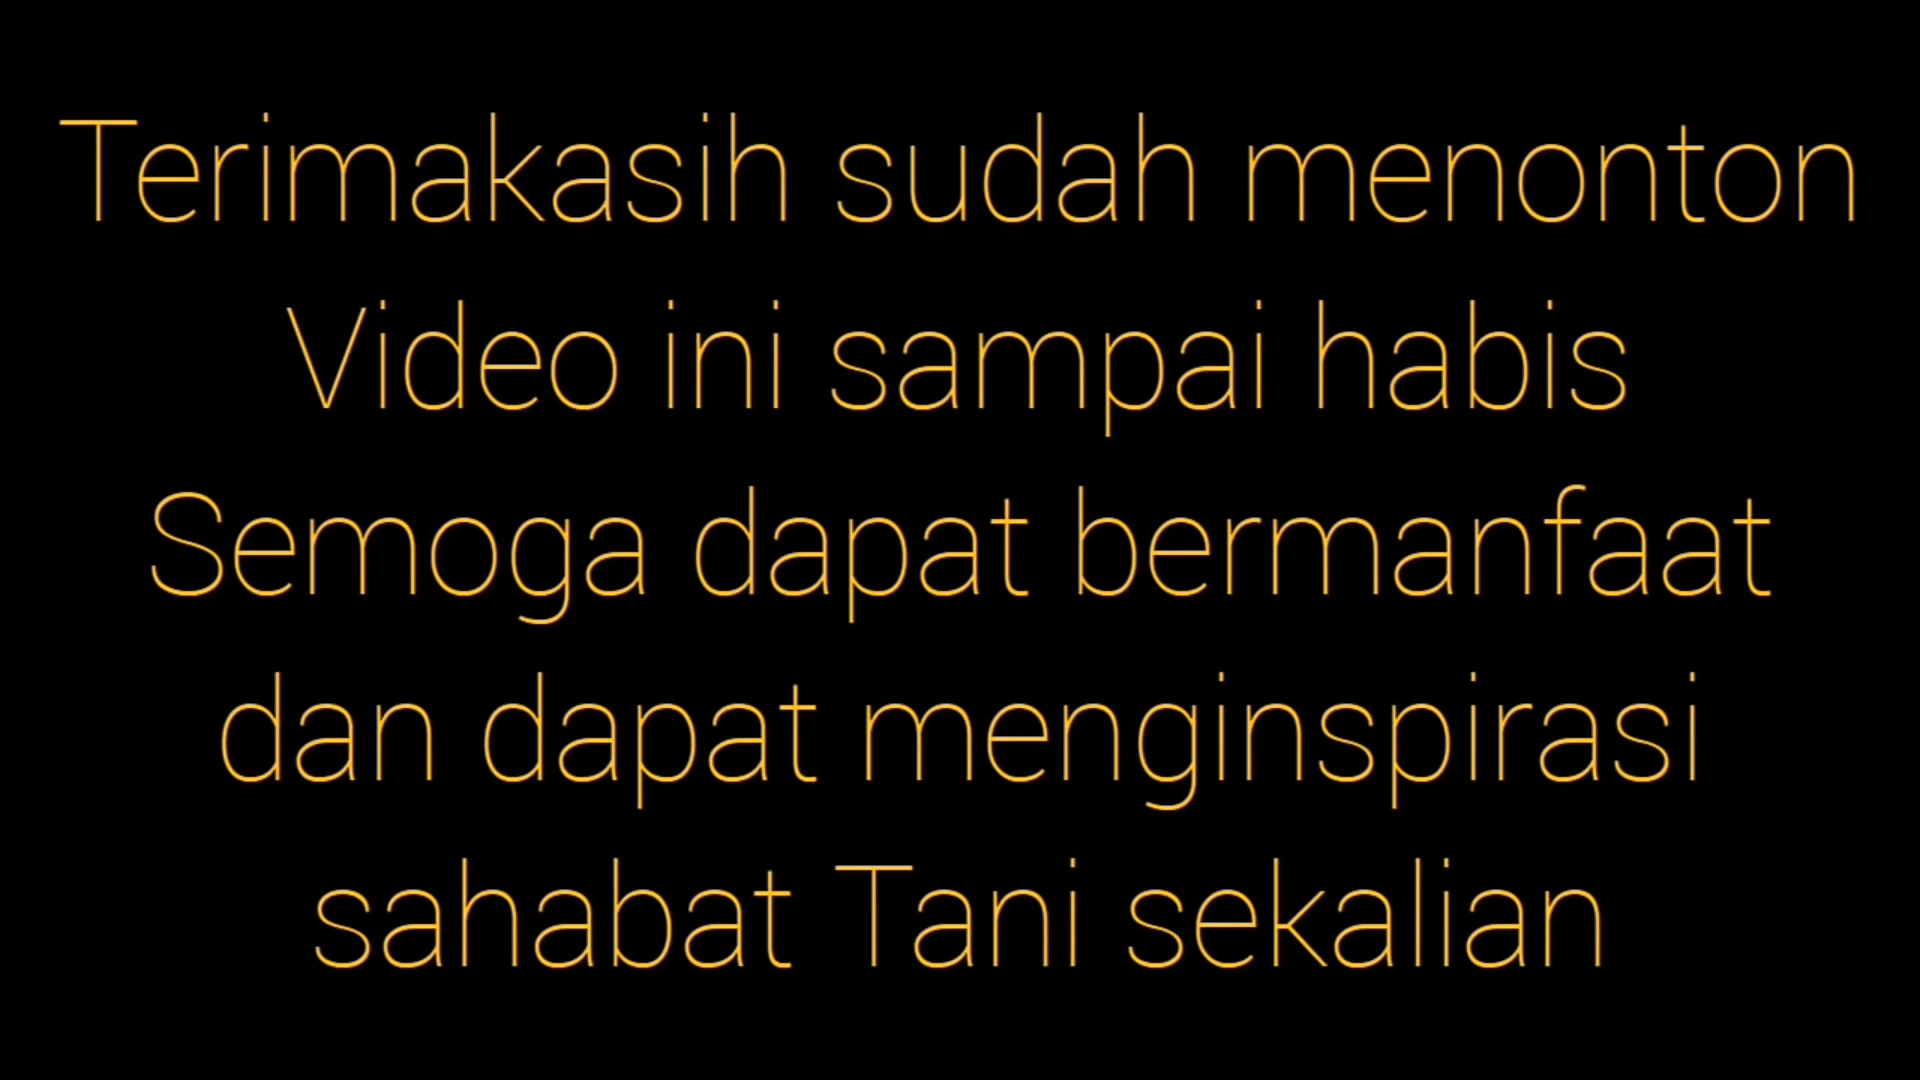 Terimakasih sudah menonton
Video ini sampai habis
Semoga dapat bermanfaat
dan dapat menginspirasi
sahabat Tani sekalian